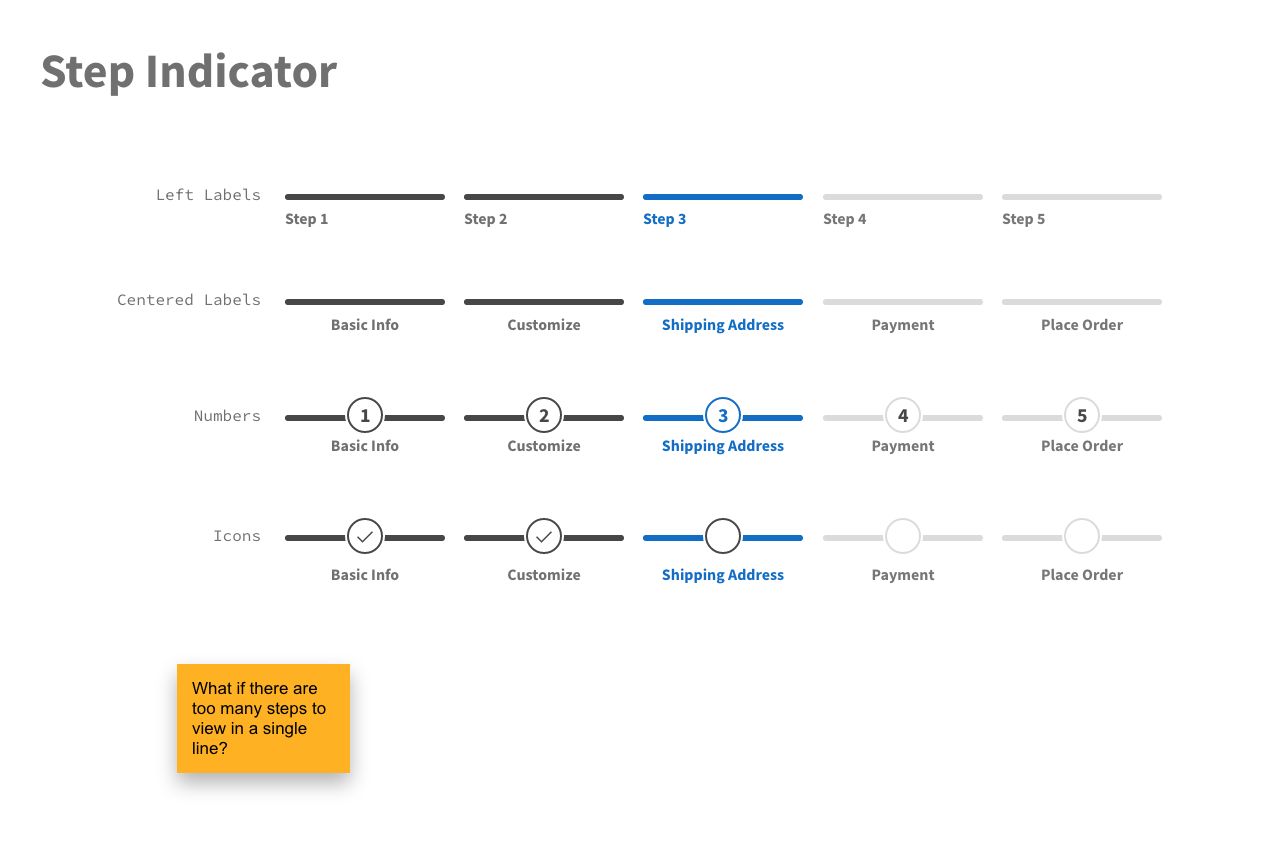 Step Indicator
Left Labels
Step 1 Step 2 Step 3 Step 4 Step 5
Centered Labels
Basic Info Customize Shipping Address Payment Place Order
Numbers 1 2 3 4 5
Basic Info Customize Shipping Address Payment Place Order
Icons
Basic Info Customize Shipping Address Payment Place Order
What if there are
too many steps to
view in a single
line?